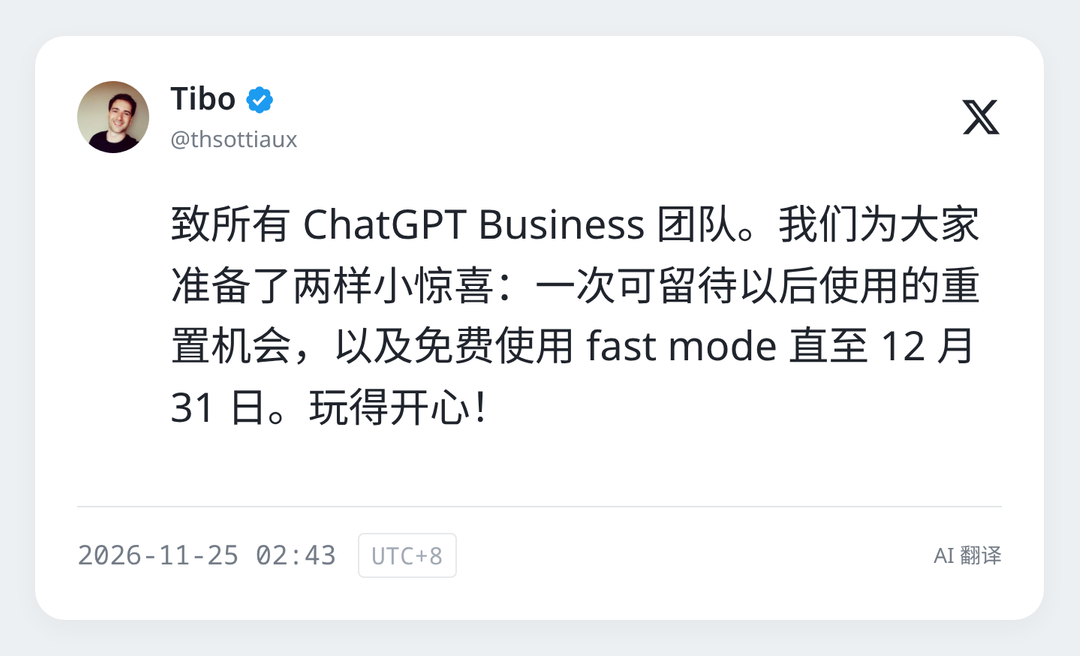 Tibo
@thsottiaux
致所有 ChatGPT Business 团队。我们为大家
准备了两样小惊喜：一次可留待以后使用的重
置机会，以及免费使用 fast mode 直至 12 月
31 日。玩得开心！
2026-11-25 02:43 UTC+8
AI 翻译